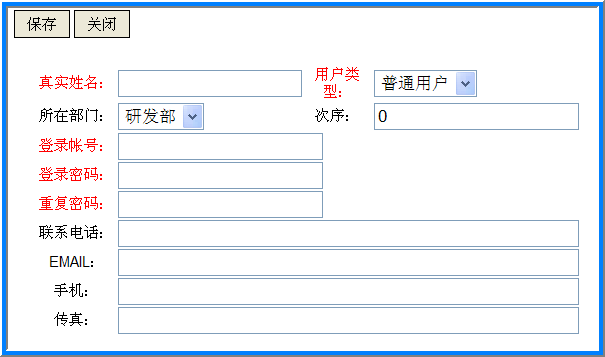 保存 关闭
真实姓名： 用户类型： 普通用户
所在部门： 研发部 次序： 0
登录帐号：
登录密码：
重复密码：
联系电话：
EMAIL：
手机：
传真：